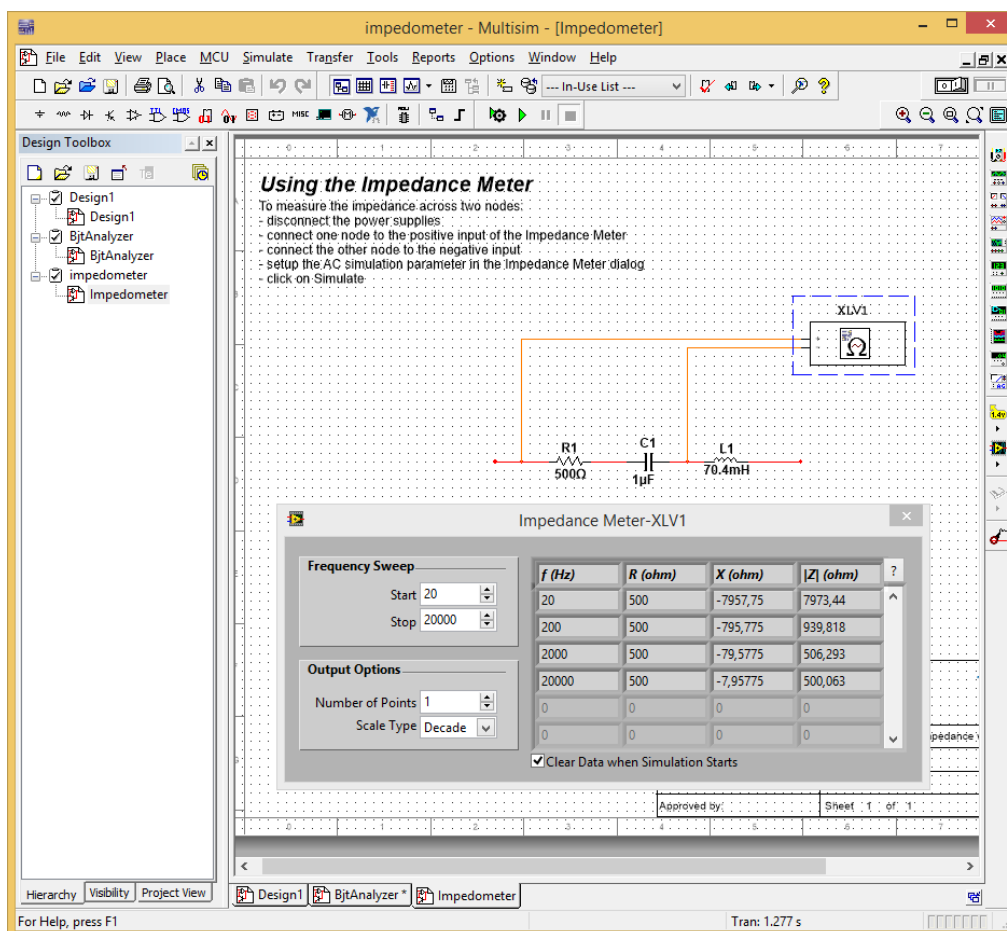 impedometer - Multisim - [Impedometer]
File Edit View Place MCU Simulate Transfer Tools Reports Options Window Help
--- In-Use List ---
MISC
Design Toolbox
Design1
Design1
BjtAnalyzer
BjtAnalyzer
impedometer
Impedometer
Using the Impedance Meter
To measure the impedance across two nodes:
- disconnect the power supplies
- connect one node to the positive input of the Impedance Meter
- connect the other node to the negative input
- setup the AC simulation parameter in the Impedance Meter dialog
- click on Simulate
XLV1
R1
500Ω
C1
1µF
L1
70.4mH
Impedance Meter-XLV1
Frequency Sweep
Start 20
Stop 20000
Output Options
Number of Points 1
Scale Type Decade
f (Hz) R (ohm) X (ohm) |Z| (ohm) ?
20 500 -7957,75 7973,44
200 500 -795,775 939,818
2000 500 -79,5775 506,293
20000 500 -7,95775 500,063
0 0 0 0
0 0 0 0
Clear Data when Simulation Starts
Approved by: Sheet 1 of 1
Hierarchy Visibility Project View
Design1 BjtAnalyzer * Impedometer
For Help, press F1
Tran: 1.277 s